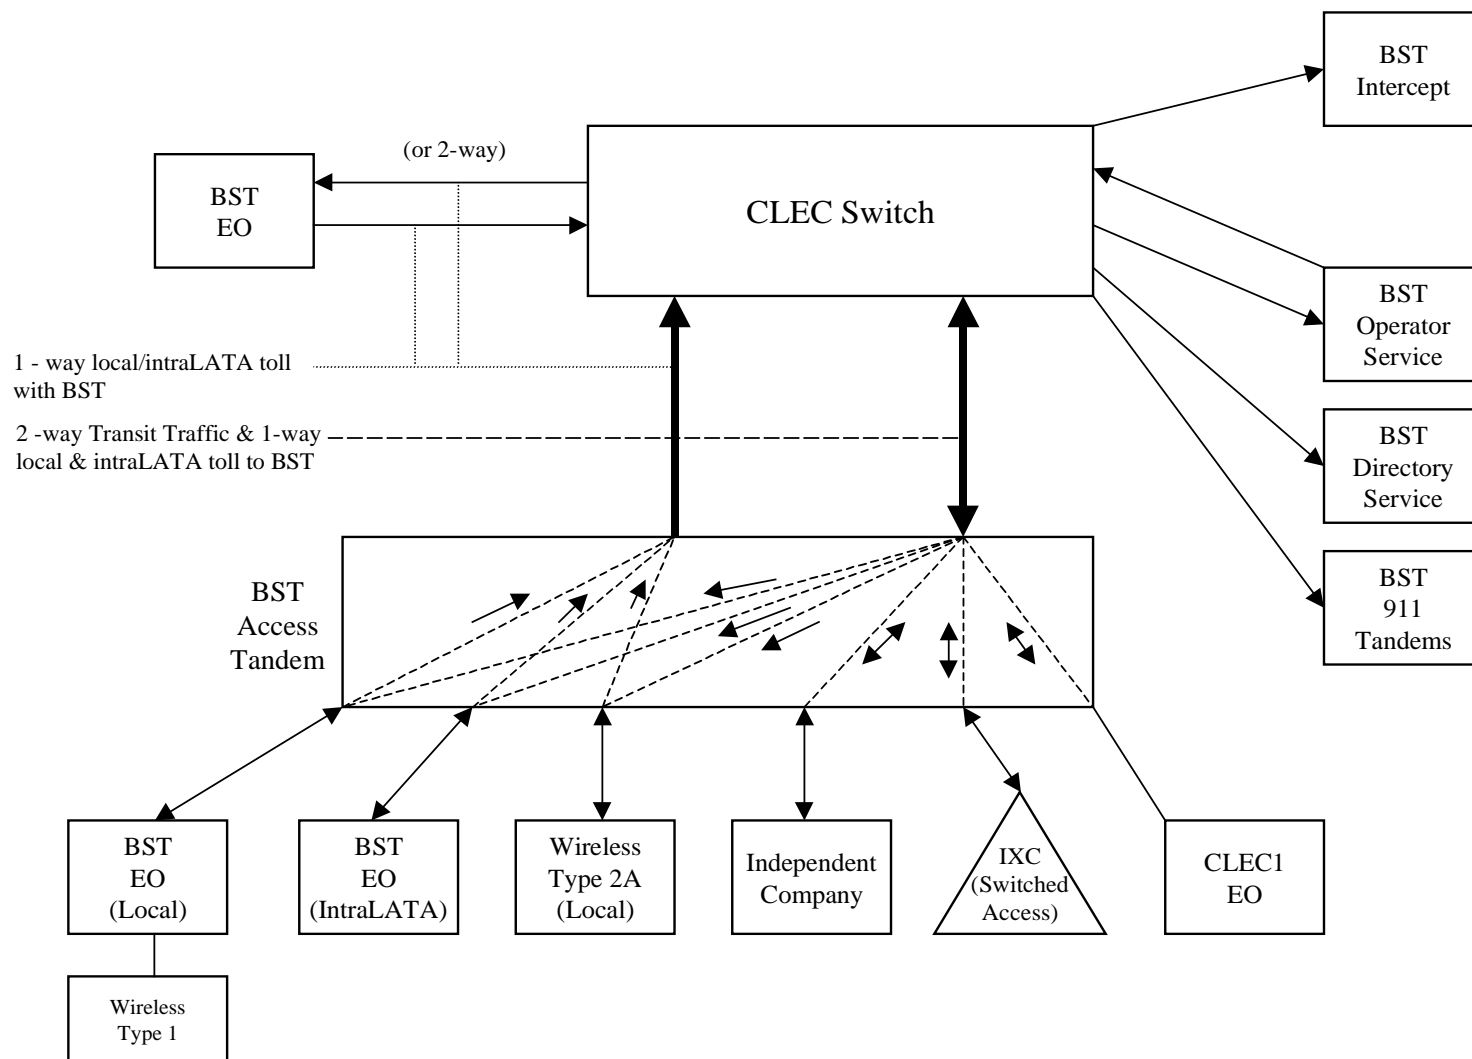 BST
Intercept
(or 2-way)
BST
EO
CLEC Switch
BST
Operator
Service
1 - way local/intraLATA toll
with BST
2 -way Transit Traffic & 1-way
local & intraLATA toll to BST
BST
Directory
Service
BST
Access
Tandem
BST
911
Tandems
BST
EO
(Local)
BST
EO
(IntraLATA)
Wireless
Type 2A
(Local)
Independent
Company
IXC
(Switched
Access)
CLEC1
EO
Wireless
Type 1